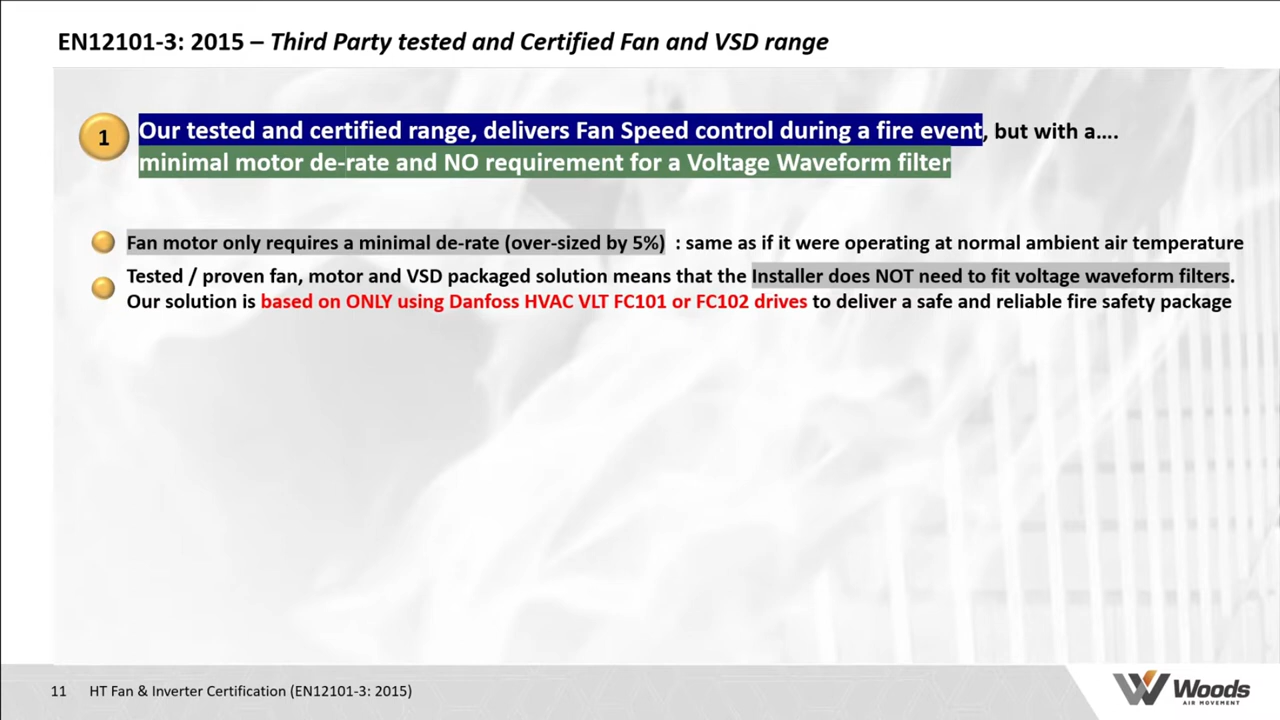 EN12101-3: 2015 – Third Party tested and Certified Fan and VSD range
1
Our tested and certified range, delivers Fan Speed control during a fire event, but with a....
minimal motor de-rate and NO requirement for a Voltage Waveform filter
Fan motor only requires a minimal de-rate (over-sized by 5%) : same as if it were operating at normal ambient air temperature
Tested / proven fan, motor and VSD packaged solution means that the Installer does NOT need to fit voltage waveform filters.
Our solution is based on ONLY using Danfoss HVAC VLT FC101 or FC102 drives to deliver a safe and reliable fire safety package
11 HT Fan & Inverter Certification (EN12101-3: 2015)
Woods
AIR MOVEMENT